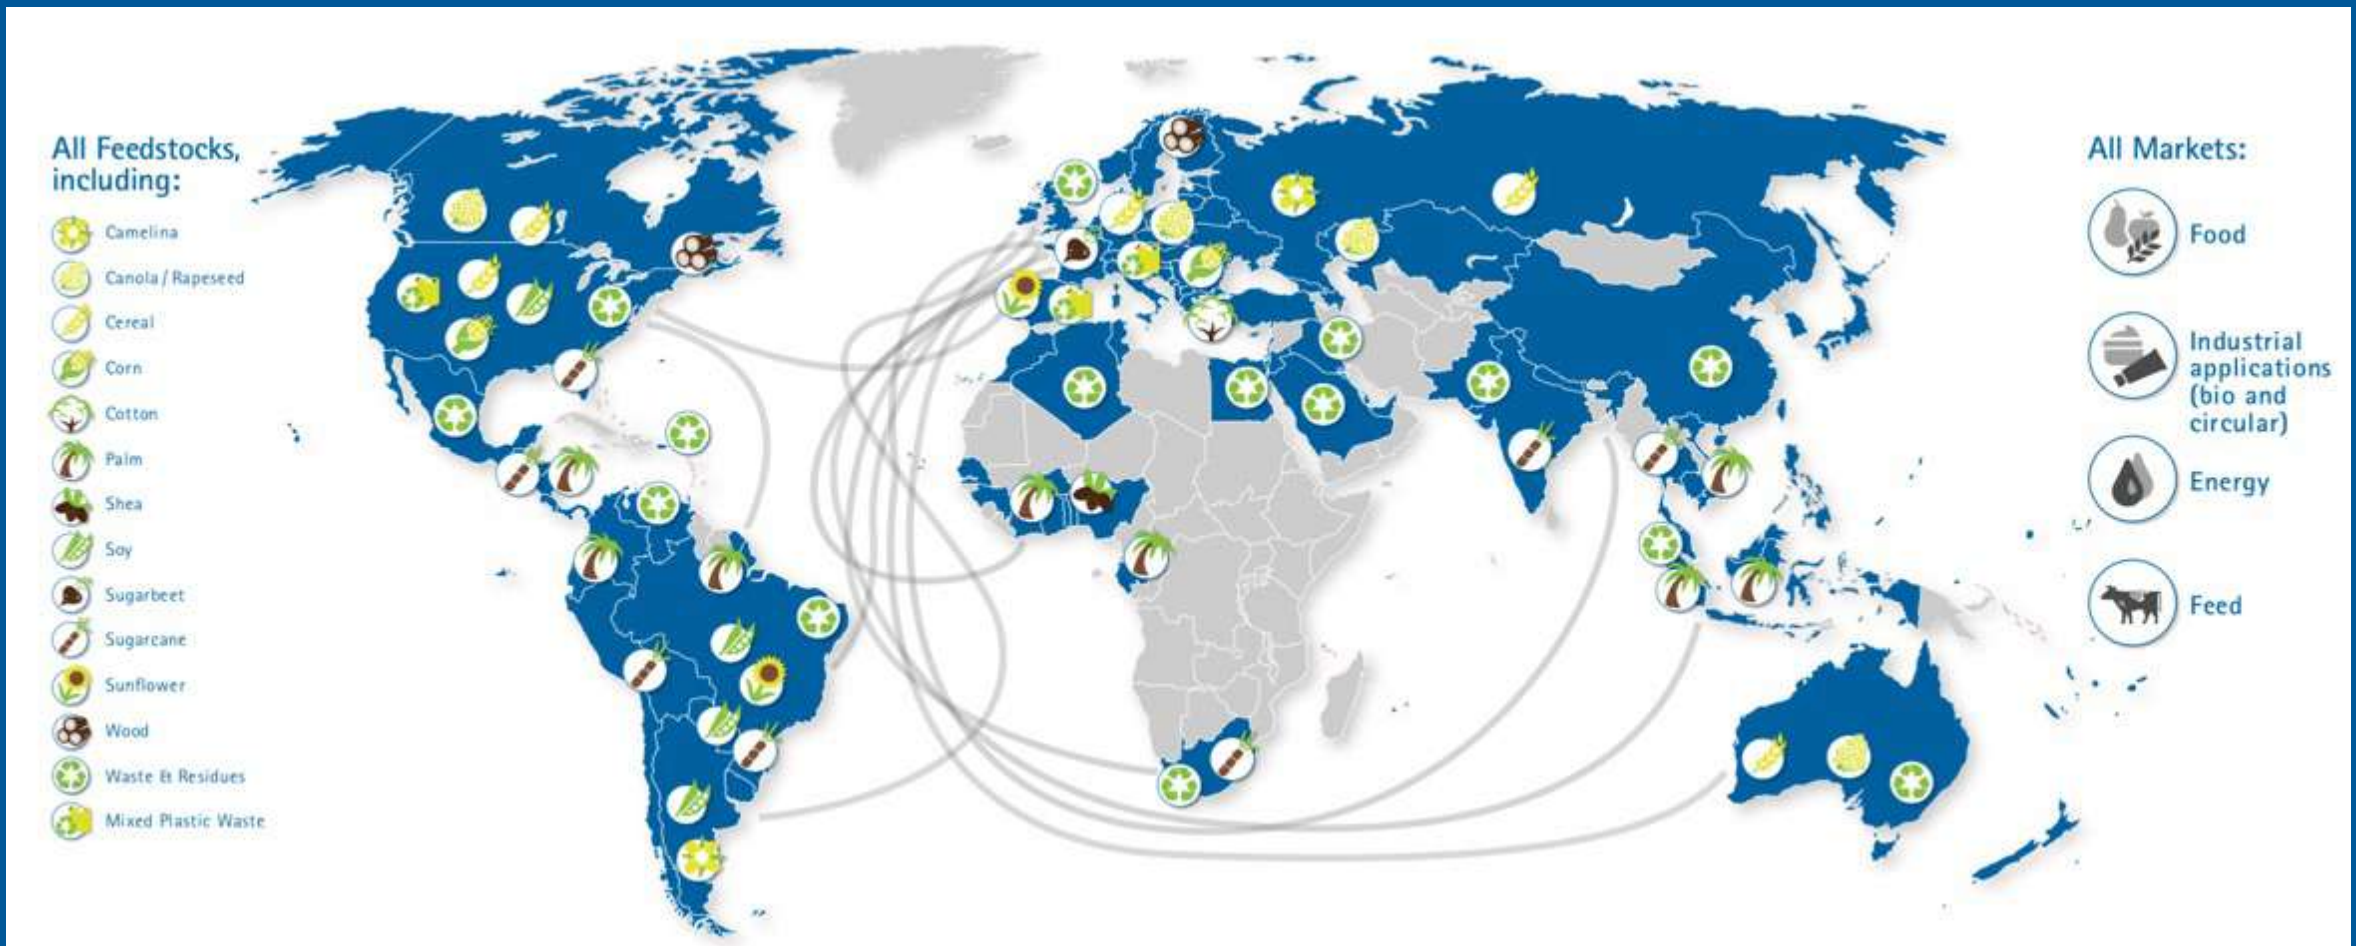 All Feedstocks,
including:
Camelina
Canola / Rapeseed
Cereal
Corn
Cotton
Palm
Shea
Soy
Sugarbeet
Sugarcane
Sunflower
Wood
Waste & Residues
Mixed Plastic Waste
All Markets:
Food
Industrial
applications
(bio and
circular)
Energy
Feed